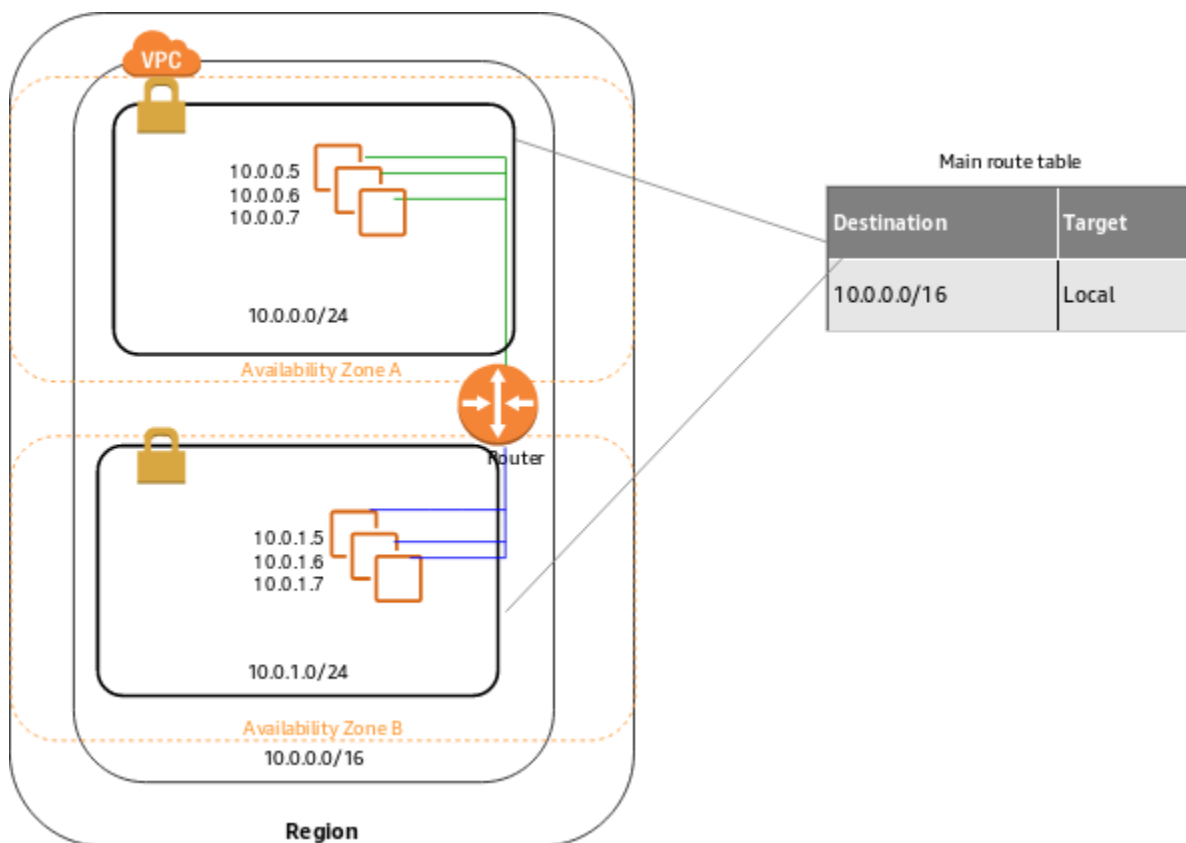 VPC
10.0.0.5
10.0.0.6
10.0.0.7
10.0.0.0/24
Availability Zone A
Router
10.0.1.5
10.0.1.6
10.0.1.7
10.0.1.0/24
Availability Zone B
10.0.0.0/16
Region
Main route table
Destination Target
10.0.0.0/16 Local